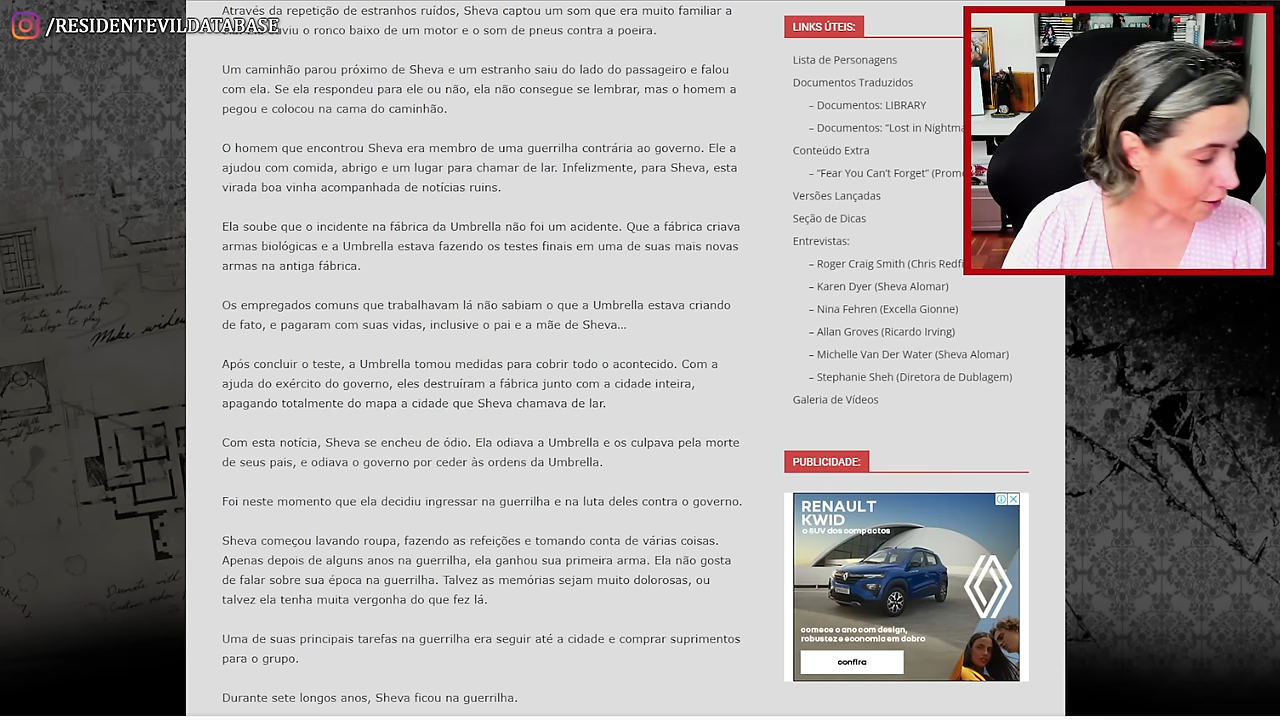 /RESIDENTEVILDATABASE
Através da repetição de estranhos ruídos, Sheva captou um som que era muito familiar a
o ronco baixo de um motor e o som de pneus contra a poeira.
Um caminhão parou próximo de Sheva e um estranho saiu do lado do passageiro e falou
com ela. Se ela respondeu para ele ou não, ela não consegue se lembrar, mas o homem a
pegou e colocou na cama do caminhão.
O homem que encontrou Sheva era membro de uma guerrilha contrária ao governo. Ele a
ajudou com comida, abrigo e um lugar para chamar de lar. Infelizmente, para Sheva, esta
virada boa vinha acompanhada de notícias ruins.
Ela soube que o incidente na fábrica da Umbrella não foi um acidente. Que a fábrica criava
armas biológicas e a Umbrella estava fazendo os testes finais em uma de suas mais novas
armas na antiga fábrica.
Os empregados comuns que trabalhavam lá não sabiam o que a Umbrella estava criando
de fato, e pagaram com suas vidas, inclusive o pai e a mãe de Sheva...
Após concluir o teste, a Umbrella tomou medidas para cobrir todo o acontecido. Com a
ajuda do exército do governo, eles destruíram a fábrica junto com a cidade inteira,
apagando totalmente do mapa a cidade que Sheva chamava de lar.
Com esta notícia, Sheva se encheu de ódio. Ela odiava a Umbrella e os culpava pela morte
de seus pais, e odiava o governo por ceder às ordens da Umbrella.
Foi neste momento que ela decidiu ingressar na guerrilha e na luta deles contra o governo.
Sheva começou lavando roupa, fazendo as refeições e tomando conta de várias coisas.
Apenas depois de alguns anos na guerrilha, ela ganhou sua primeira arma. Ela não gosta
de falar sobre sua época na guerrilha. Talvez as memórias sejam muito dolorosas, ou
talvez ela tenha muita vergonha do que fez lá.
Uma de suas principais tarefas na guerrilha era seguir até a cidade e comprar suprimentos
para o grupo.
Durante sete longos anos, Sheva ficou na guerrilha.
LINKS ÚTEIS:
Lista de Personagens
Documentos Traduzidos
– Documentos: LIBRARY
– Documentos: "Lost in Nightma
Conteúdo Extra
– "Fear You Can't Forget" (Promo
Versões Lançadas
Seção de Dicas
Entrevistas:
– Roger Craig Smith (Chris Redfi
– Karen Dyer (Sheva Alomar)
– Nina Fehren (Excella Gionne)
– Allan Groves (Ricardo Irving)
– Michelle Van Der Water (Sheva Alomar)
– Stephanie Sheh (Diretora de Dublagem)
Galeria de Vídeos
PUBLICIDADE:
RENAULT
KWID
o SUV dos compactos
comece o ano com design,
robustez e economia em dobro
confira